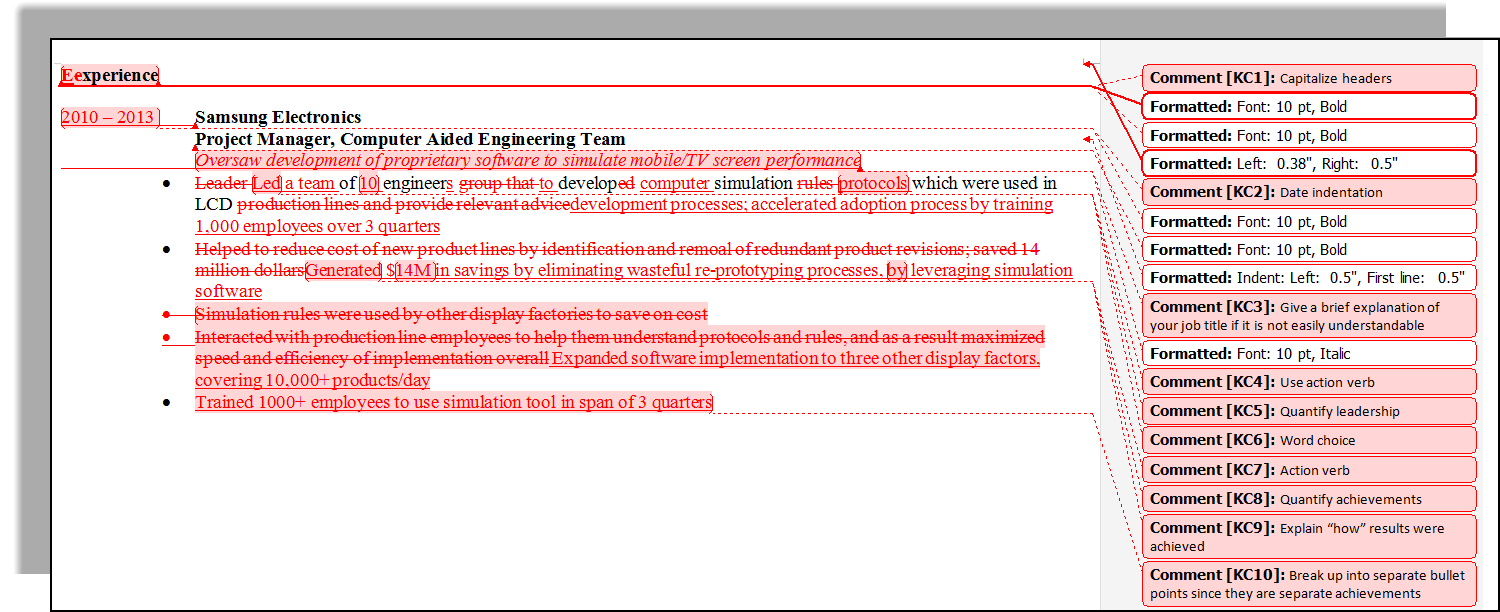 Eexperience
2010 – 2013 Samsung Electronics
Project Manager, Computer Aided Engineering Team
Oversaw development of proprietary software to simulate mobile/TV screen performance
● Leader Led a team of 10 engineers group that to developed computer simulation rules protocols which were used in
LCD production lines and provide relevant advicedevelopment processes; accelerated adoption process by training
1,000 employees over 3 quarters
● Helped to reduce cost of new product lines by identification and remoal of redundant product revisions; saved 14
million dollarsGenerated $14M in savings by eliminating wasteful re-prototyping processes, by leveraging simulation
software
● Simulation rules were used by other display factories to save on cost
● Interacted with production line employees to help them understand protocols and rules, and as a result maximized
speed and efficiency of implementation overall Expanded software implementation to three other display factors,
covering 10,000+ products/day
● Trained 1000+ employees to use simulation tool in span of 3 quarters
Comment [KC1]: Capitalize headers
Formatted: Font: 10 pt, Bold
Formatted: Font: 10 pt, Bold
Formatted: Left: 0.38", Right: 0.5"
Comment [KC2]: Date indentation
Formatted: Font: 10 pt, Bold
Formatted: Font: 10 pt, Bold
Formatted: Indent: Left: 0.5", First line: 0.5"
Comment [KC3]: Give a brief explanation of
your job title if it is not easily understandable
Formatted: Font: 10 pt, Italic
Comment [KC4]: Use action verb
Comment [KC5]: Quantify leadership
Comment [KC6]: Word choice
Comment [KC7]: Action verb
Comment [KC8]: Quantify achievements
Comment [KC9]: Explain “how” results were
achieved
Comment [KC10]: Break up into separate bullet
points since they are separate achievements